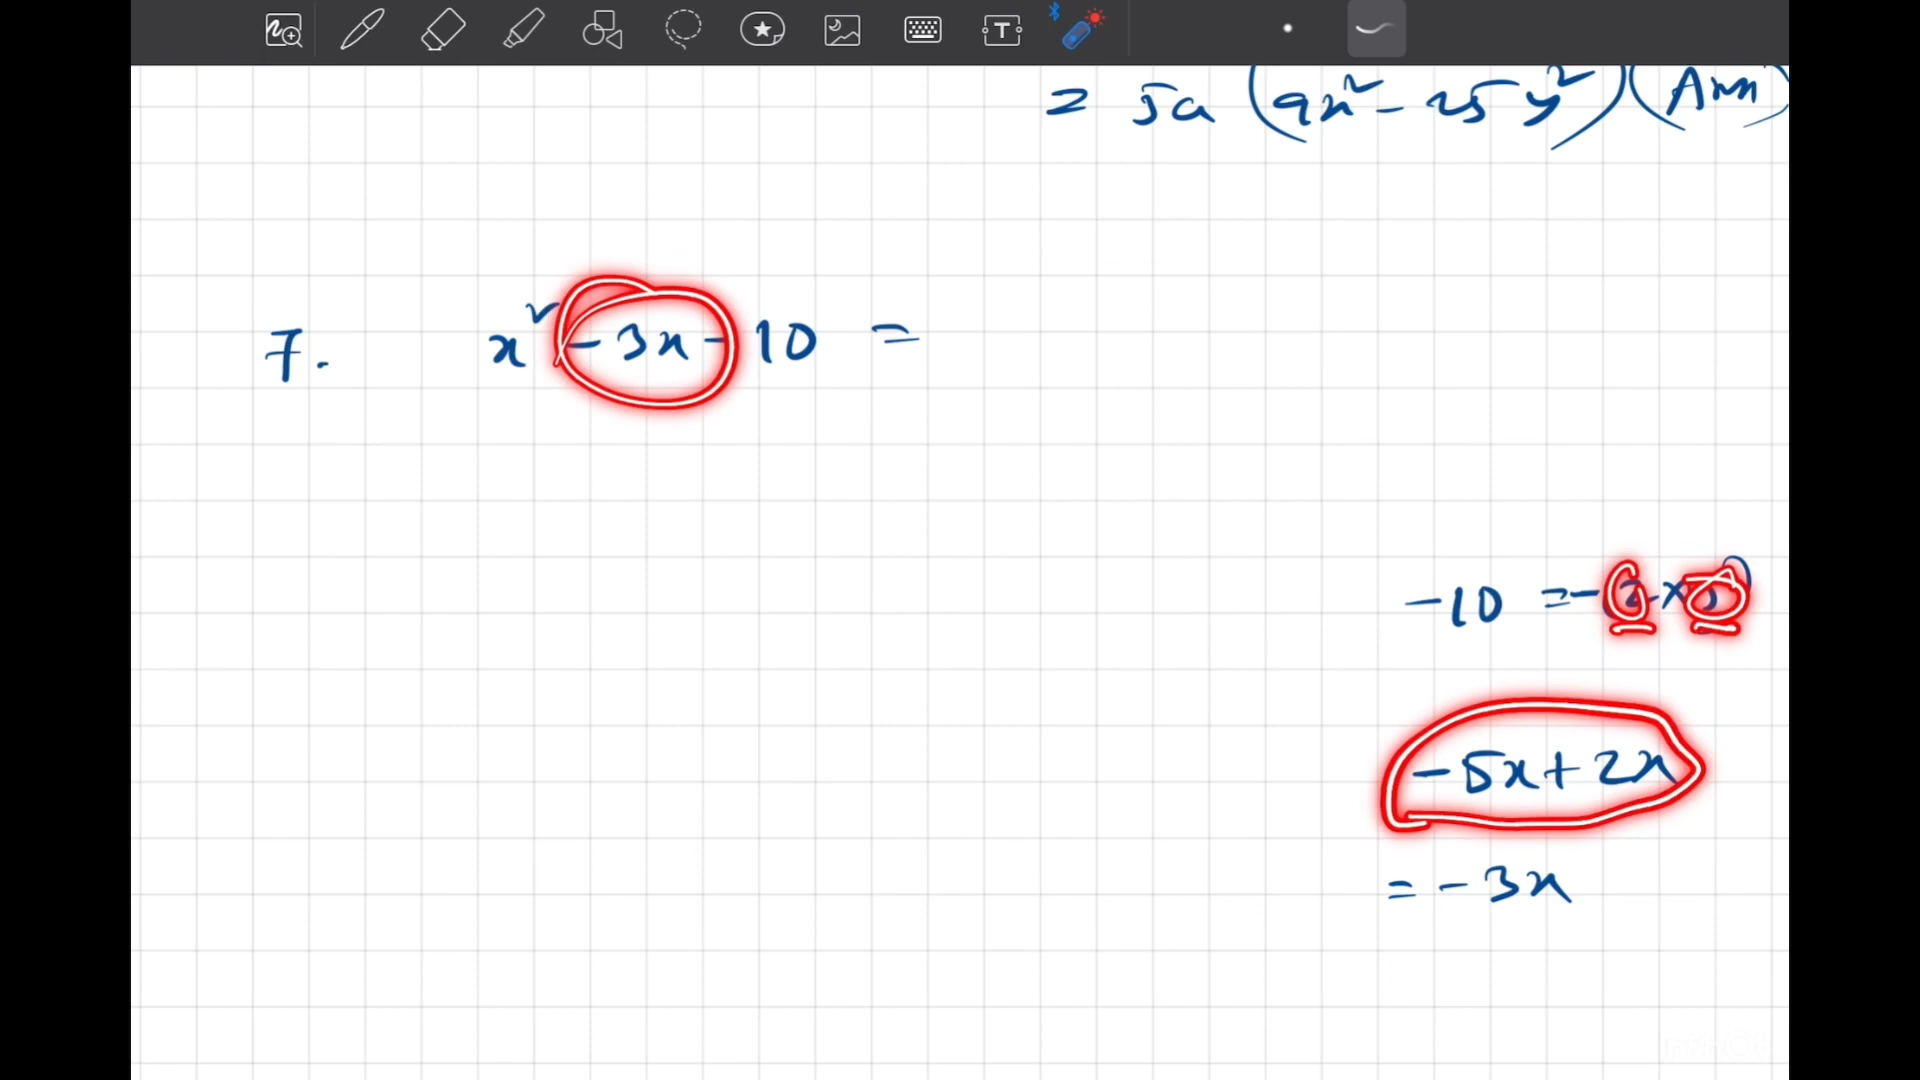 = 5a (9x² - 25y²) (Ans)
7. x² - 3x - 10 =
-10 = -(2×5)
-5x + 2x
= -3x